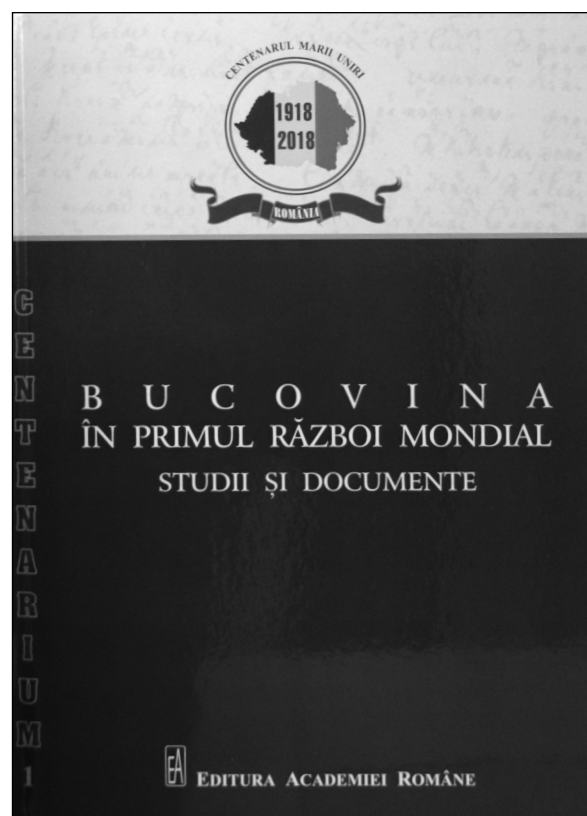 CENTENARUL MARII UNIRI
1918
2018
ROMÂNIA
CENTENARIUM
1
BUCOVINA
ÎN PRIMUL RĂZBOI MONDIAL
STUDII ȘI DOCUMENTE
EA EDITURA ACADEMIEI ROMÂNE